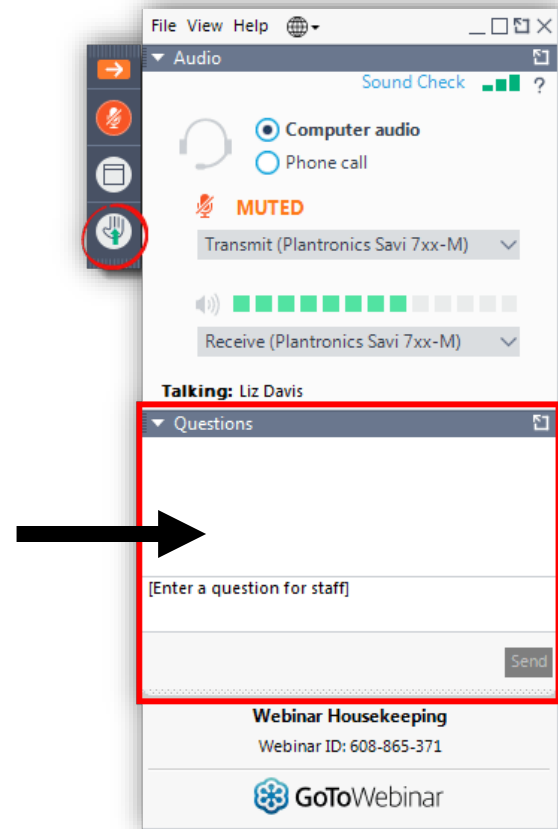 File View Help
Audio
Sound Check ?
Computer audio
Phone call
MUTED
Transmit (Plantronics Savi 7xx-M)
Receive (Plantronics Savi 7xx-M)
Talking: Liz Davis
Questions
[Enter a question for staff]
Send
Webinar Housekeeping
Webinar ID: 608-865-371
GoToWebinar